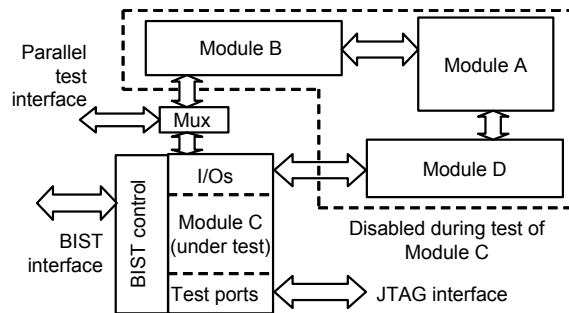 Module B
Module A
Parallel
test
interface
Mux
Module D
I/Os
BIST control
Module C
(under test)
Disabled during test of
Module C
BIST
interface
Test ports
JTAG interface